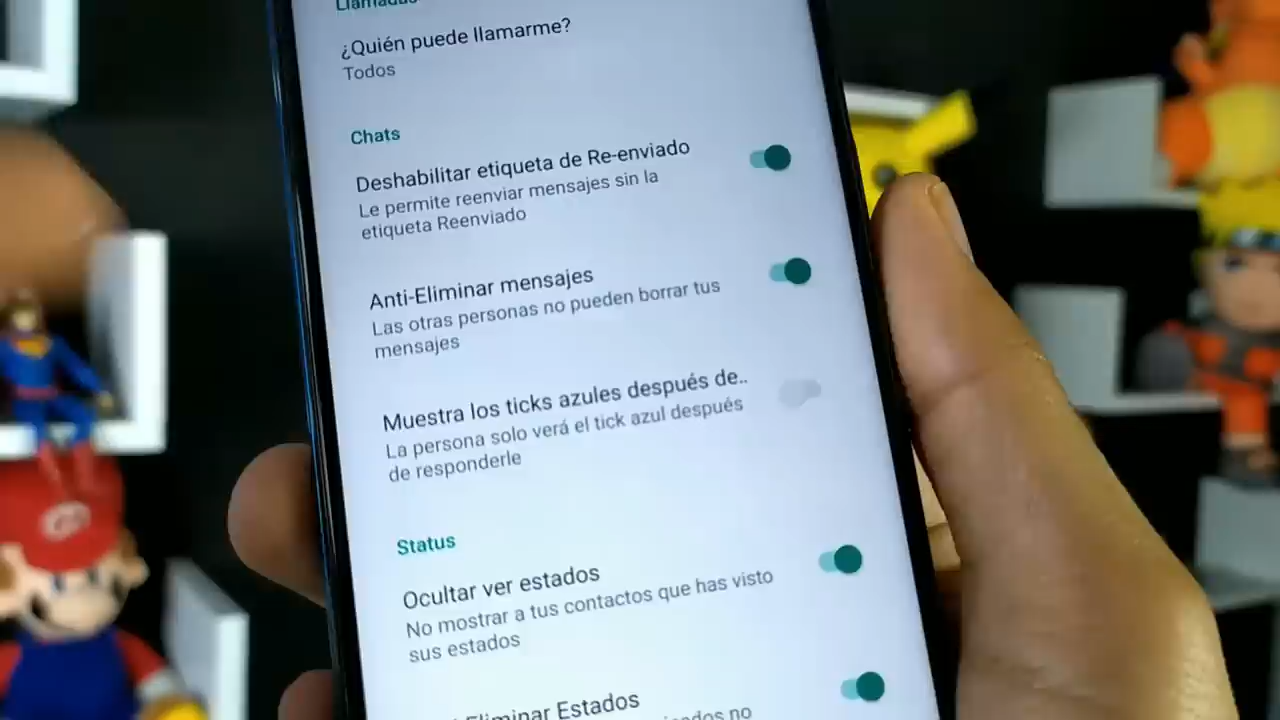 Llamadas
¿Quién puede llamarme?
Todos
Chats
Deshabilitar etiqueta de Re-enviado
Le permite reenviar mensajes sin la
etiqueta Reenviado
Anti-Eliminar mensajes
Las otras personas no pueden borrar tus
mensajes
Muestra los ticks azules después de..
La persona solo verá el tick azul después
de responderle
Status
Ocultar ver estados
No mostrar a tus contactos que has visto
sus estados
Eliminar Estados
no